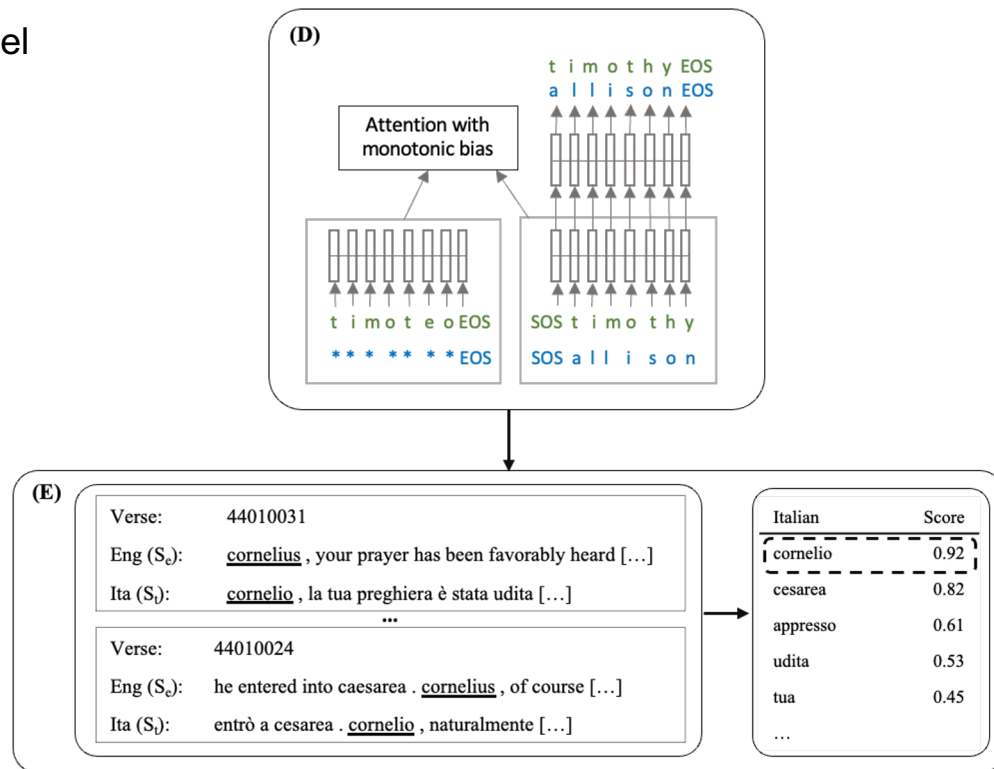 el
(D)
t i m o t h y EOS
a l l i s o n EOS
Attention with
monotonic bias
t i m o t e o EOS
SOS t i m o t h y
* * * * * * * EOS
SOS a l l i s o n
(E)
Verse: 44010031
Eng (Se): cornelius , your prayer has been favorably heard […]
Ita (St): cornelio , la tua preghiera è stata udita […]
...
Verse: 44010024
Eng (Se): he entered into caesarea . cornelius , of course […]
Ita (St): entrò a cesarea . cornelio , naturalmente […]
Italian Score
cornelio 0.92
cesarea 0.82
appresso 0.61
udita 0.53
tua 0.45
…